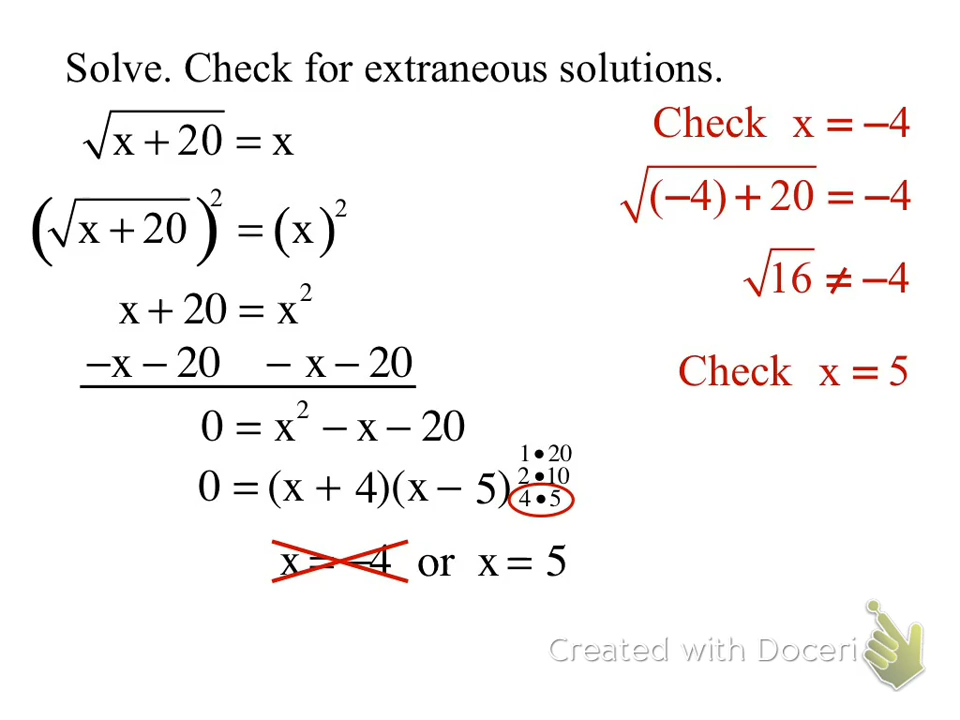 Solve. Check for extraneous solutions.
√(x + 20) = x
(√(x + 20))² = (x)²
x + 20 = x²
−x − 20 − x − 20
0 = x² − x − 20
0 = (x + 4)(x − 5)
1•20
2•10
4•5
x = −4 or x = 5
Check x = −4
√((−4) + 20) = −4
√16 ≠ −4
Check x = 5
Created with Doceri